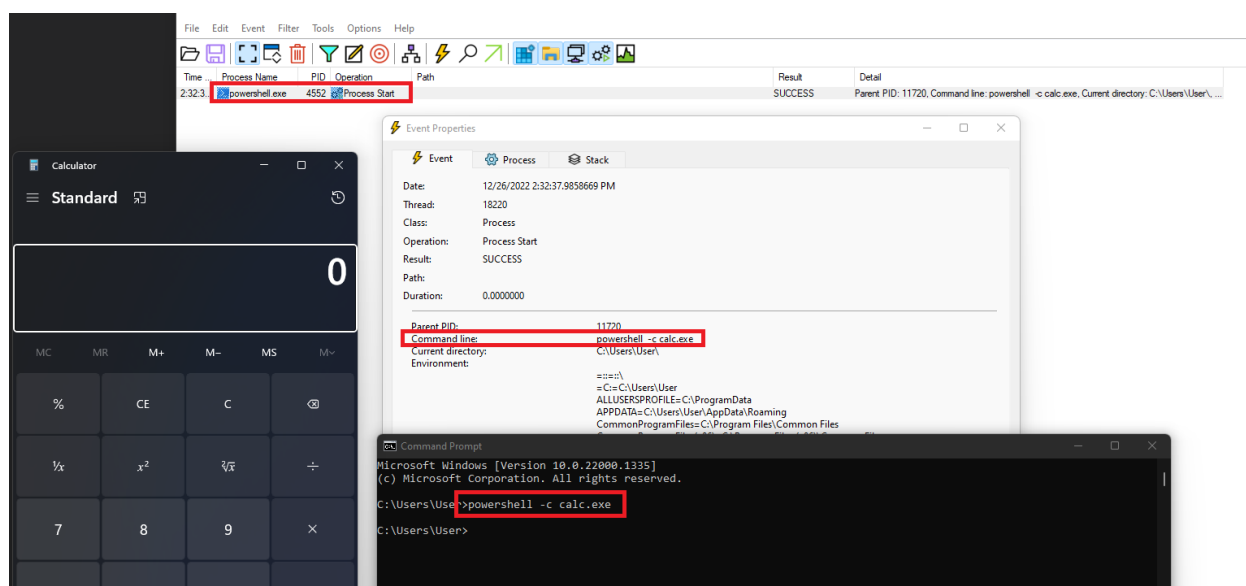 File Edit Event Filter Tools Options Help
Time ... Process Name PID Operation Path Result Detail
2:32:3... powershell.exe 4552 Process Start SUCCESS Parent PID: 11720, Command line: powershell -c calc.exe, Current directory: C:\Users\User\, ...
Event Properties
Event Process Stack
Date: 12/26/2022 2:32:37.9858669 PM
Thread: 18220
Class: Process
Operation: Process Start
Result: SUCCESS
Path:
Duration: 0.0000000
Parent PID: 11720
Command line: powershell -c calc.exe
Current directory: C:\Users\User\
Environment:
=::=::\
=C:=C:\Users\User
ALLUSERSPROFILE=C:\ProgramData
APPDATA=C:\Users\User\AppData\Roaming
CommonProgramFiles=C:\Program Files\Common Files
Calculator
Standard
0
MC MR M+ M− MS M˅
% CE C
¹/x x² ²√x ÷
7 8 9 ×
Command Prompt
Microsoft Windows [Version 10.0.22000.1335]
(c) Microsoft Corporation. All rights reserved.
C:\Users\User>powershell -c calc.exe
C:\Users\User>